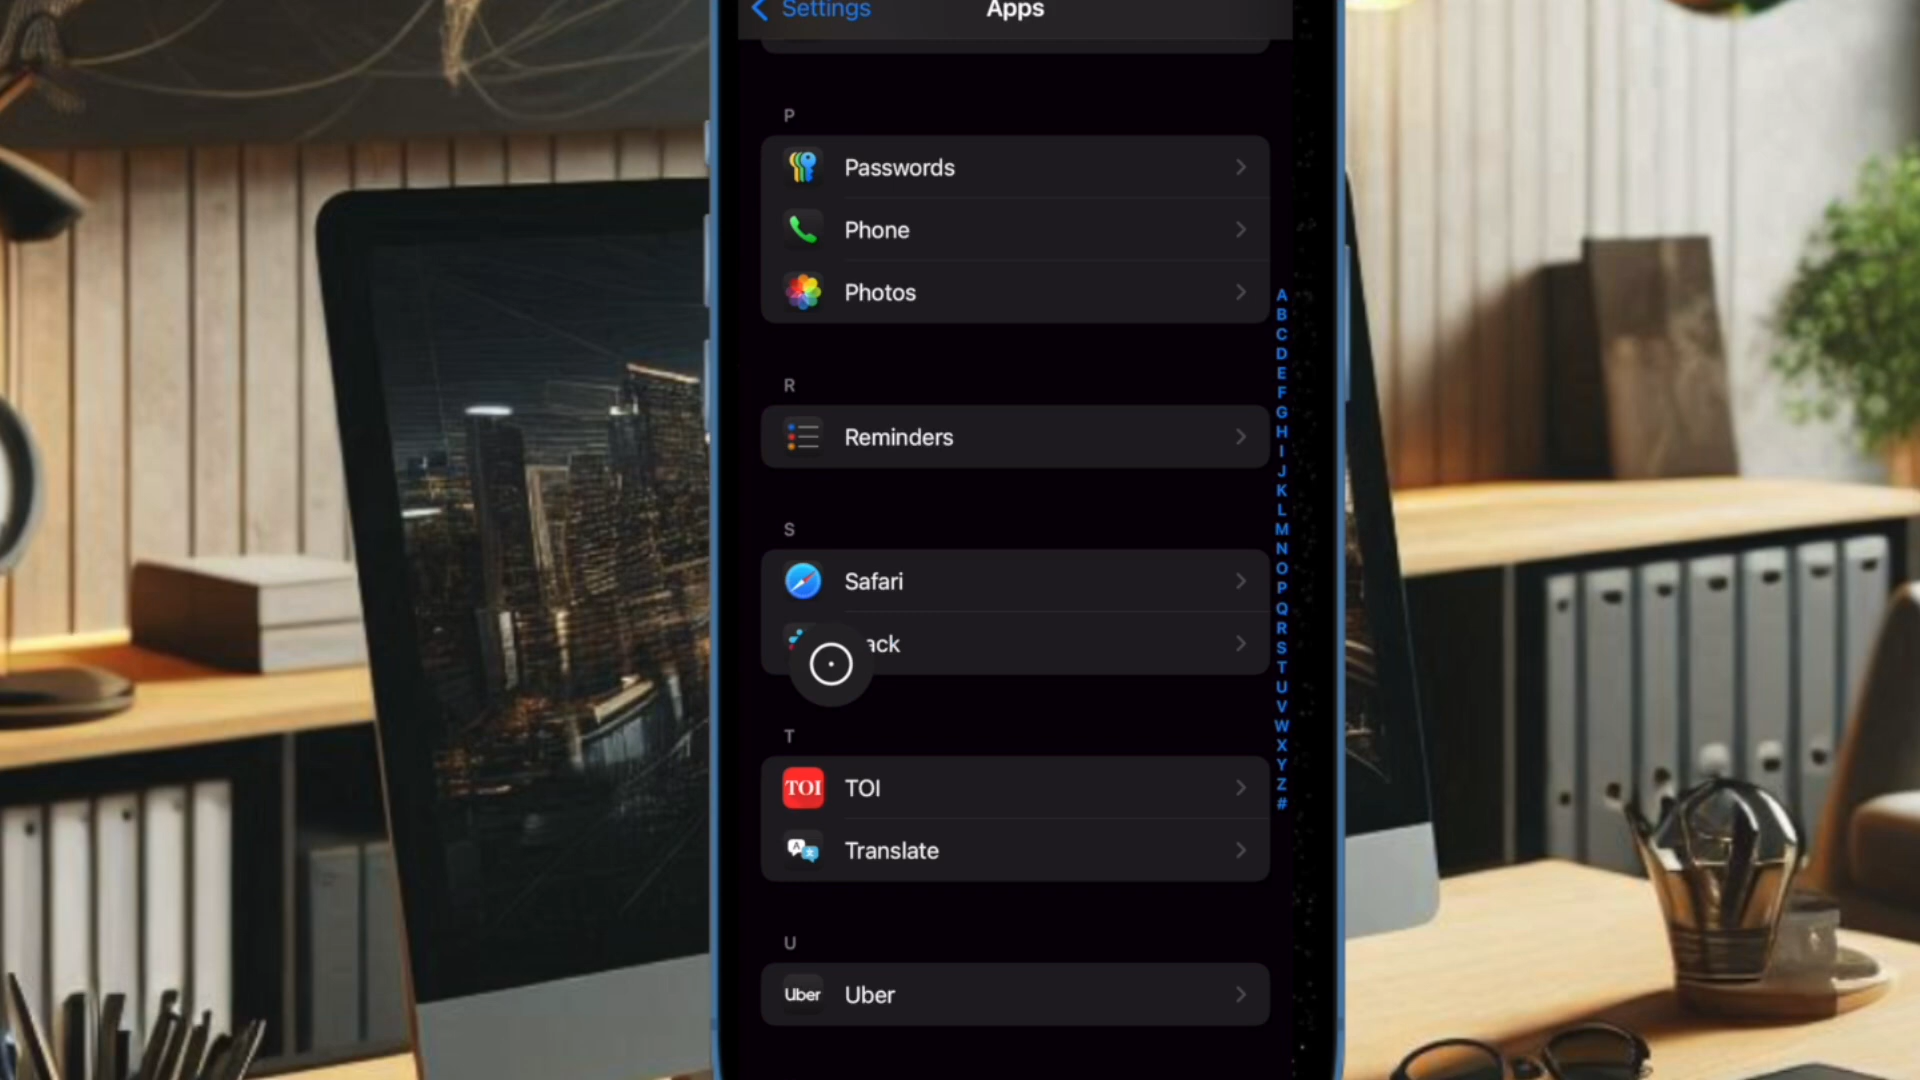 Settings
Apps
P
Passwords
Phone
Photos
R
Reminders
S
Safari
ack
T
TOI
TOI
Translate
U
Uber
Uber
A
B
C
D
E
F
G
H
I
J
K
L
M
N
O
P
Q
R
S
T
U
V
W
X
Y
Z
#